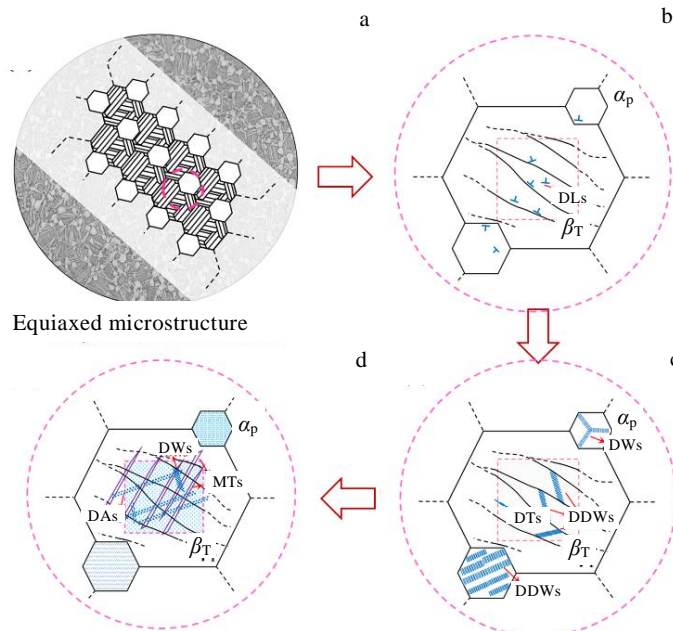 a
b
αp
DLs
βT
Equiaxed microstructure
d
c
αp
DWs
MTs
DAs
βT
αp
DWs
DTs
DDWs
βT
DDWs